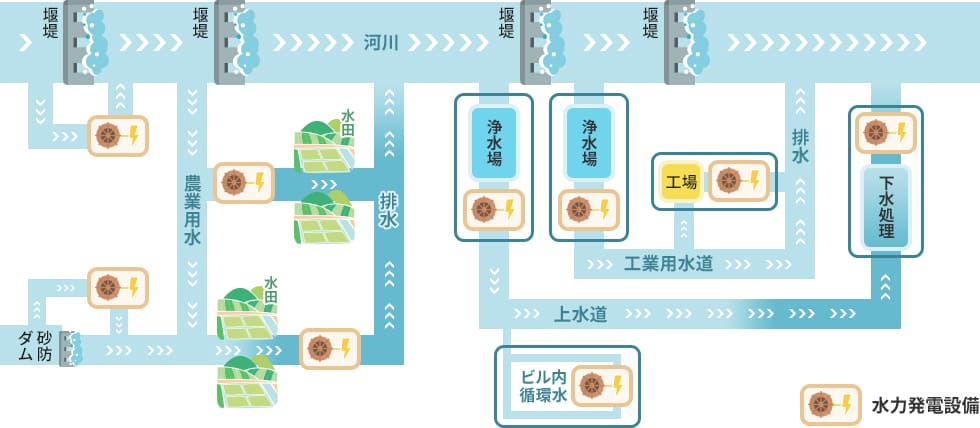 堰堤
堰堤
堰堤
堰堤
河川
水田
浄水場
浄水場
工場
排水
下水処理
農業用水
排水
工業用水道
水田
上水道
砂防
ダム
ビル内
循環水
水力発電設備